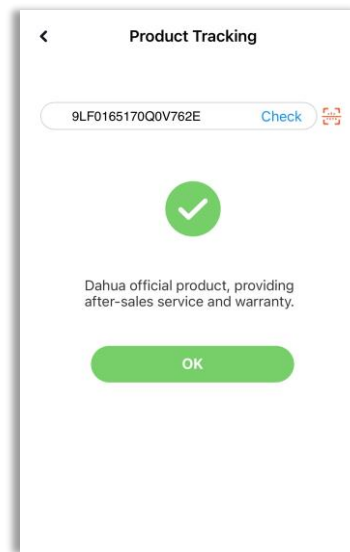 Product Tracking
9LF0165170Q0V762E Check
Dahua official product, providing
after-sales service and warranty.
OK